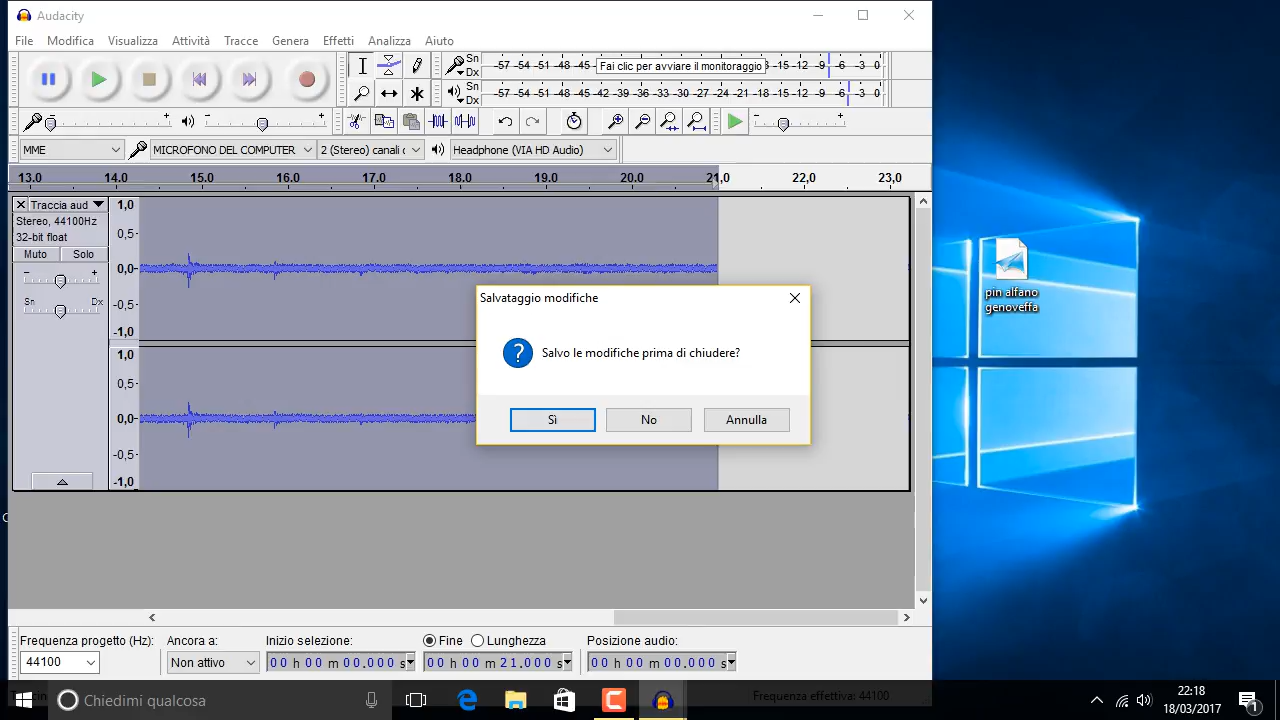 Audacity
File Modifica Visualizza Attività Tracce Genera Effetti Analizza Aiuto
Sn
Dx
-57 -54 -51 -48 -45 Fai clic per avviare il monitoraggio -18 -15 -12 -9 -6 -3 0
Sn
Dx
-57 -54 -51 -48 -45 -42 -39 -36 -33 -30 -27 -24 -21 -18 -15 -12 -9 -6 -3 0
MME MICROFONO DEL COMPUTER 2 (Stereo) canali Headphone (VIA HD Audio)
13.0 14.0 15.0 16.0 17.0 18.0 19.0 20.0 21,0 22,0 23,0
Traccia aud
Stereo, 44100Hz
32-bit float
Muto Solo
- +
Sn Dx
1,0
0,5-
0,0-
-0,5-
-1,0
1,0
0,5-
0,0-
-0,5-
-1,0
Salvataggio modifiche
Salvo le modifiche prima di chiudere?
Sì No Annulla
pin alfano
genoveffa
Frequenza progetto (Hz): Ancora a: Inizio selezione: Fine Lunghezza Posizione audio:
44100 Non attivo 00 h 00 m 00.000 s 00 h 00 m 21.000 s 00 h 00 m 00.000 s
Frequenza effettiva: 44100
Chiedimi qualcosa
22:18
18/03/2017
1